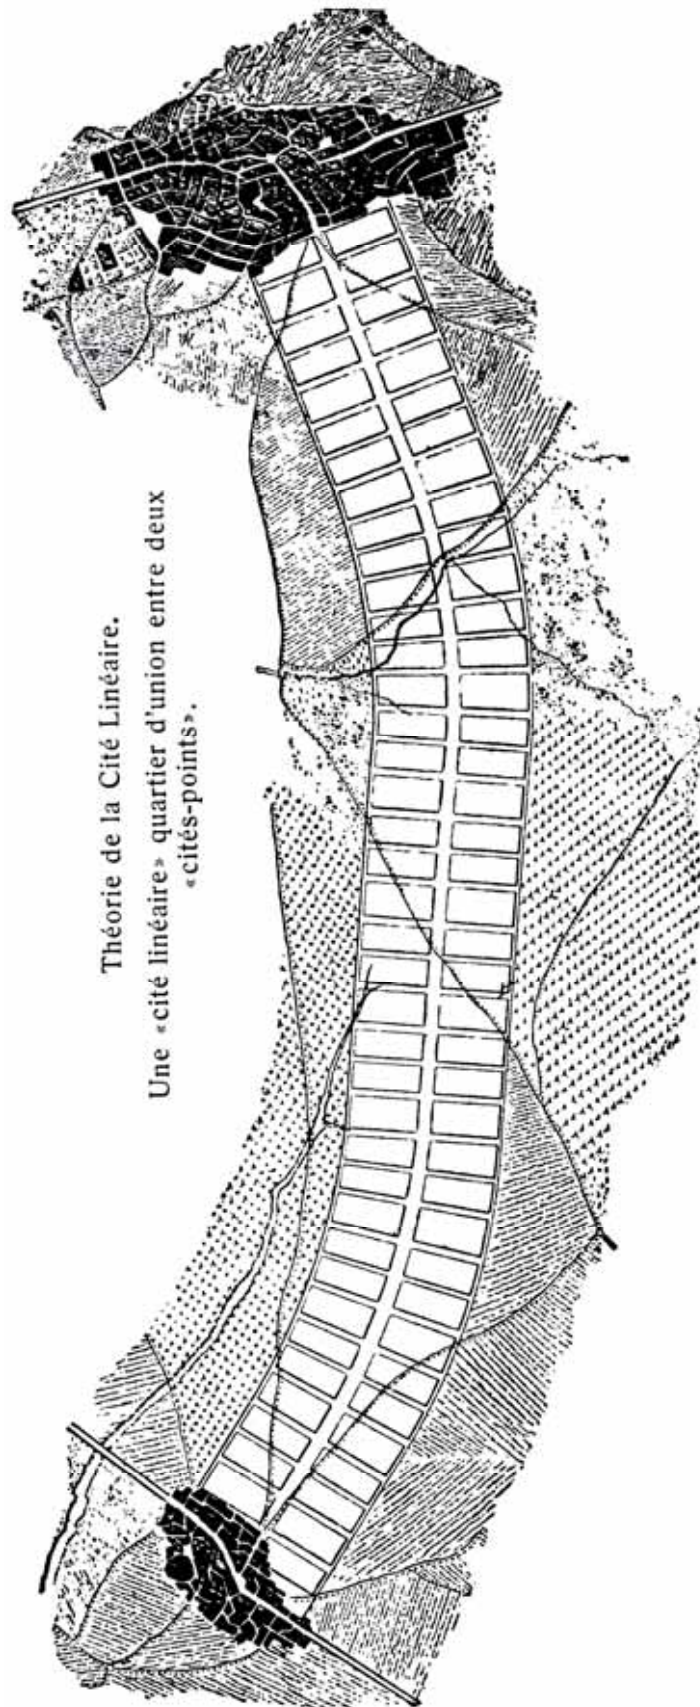 Théorie de la Cité Linéaire.
Une «cité linéaire» quartier d'union entre deux
«cités-points».